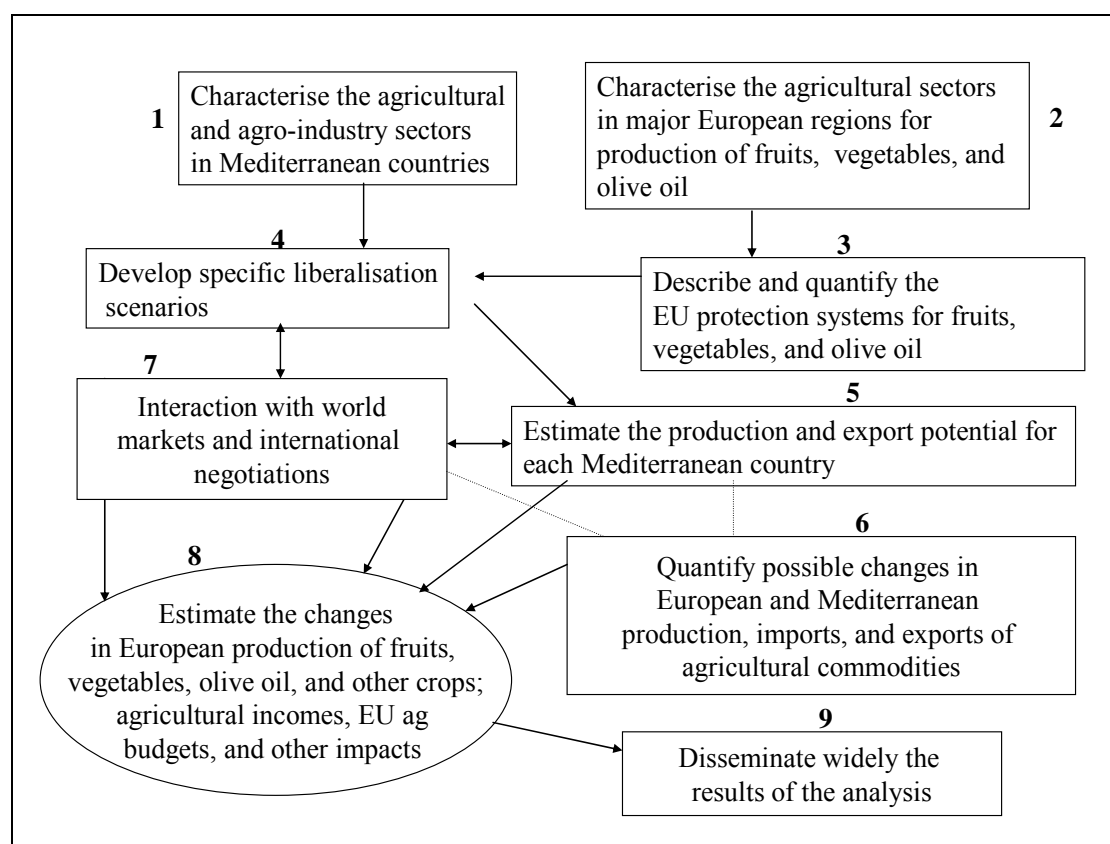 1
Characterise the agricultural
and agro-industry sectors
in Mediterranean countries
2
Characterise the agricultural sectors
in major European regions for
production of fruits, vegetables, and
olive oil
4
Develop specific liberalisation
scenarios
3
Describe and quantify the
EU protection systems for fruits,
vegetables, and olive oil
7
Interaction with world
markets and international
negotiations
5
Estimate the production and export potential for
each Mediterranean country
6
Quantify possible changes in
European and Mediterranean
production, imports, and exports of
agricultural commodities
8
Estimate the changes
in European production of fruits,
vegetables, olive oil, and other crops;
agricultural incomes, EU ag
budgets, and other impacts
9
Disseminate widely the
results of the analysis